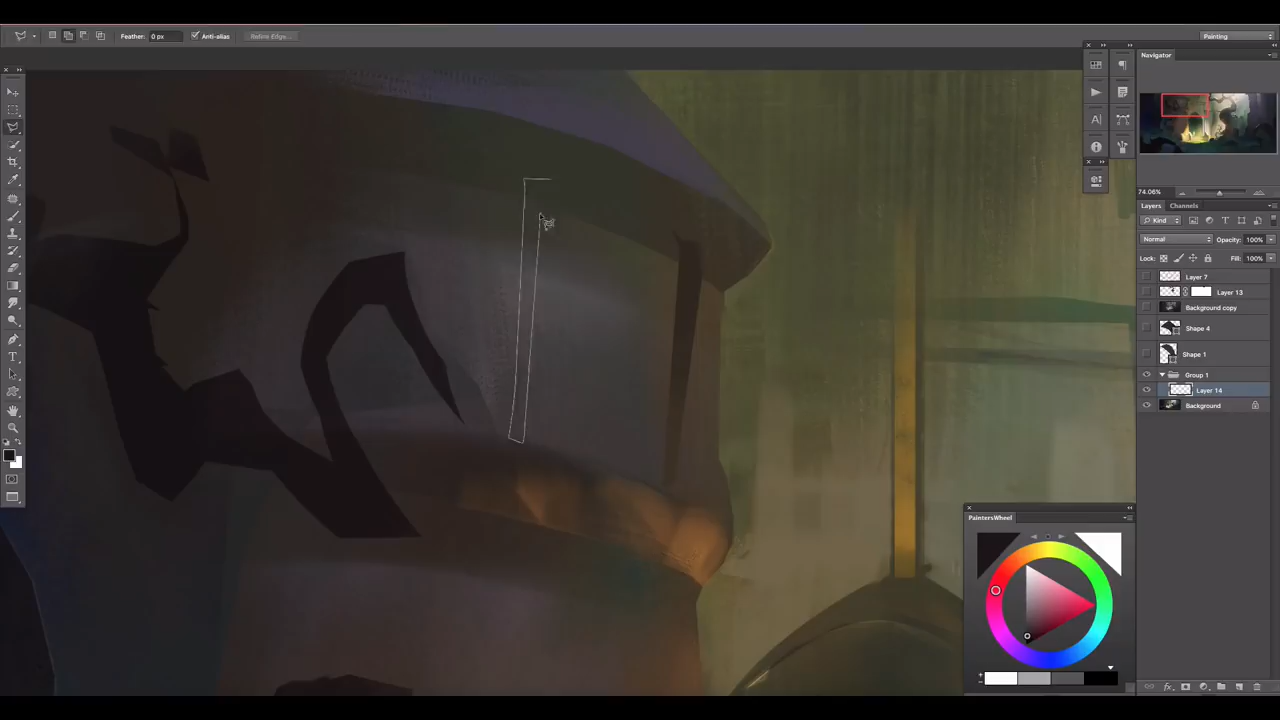 Feather: 0 px Anti-alias Refine Edge... Painting
Navigator
74.06%
Layers Channels
Kind
Normal Opacity: 100%
Lock: Fill: 100%
Layer 7
Layer 13
Background copy
Shape 4
Shape 1
Group 1
Layer 14
Background
PaintersWheel